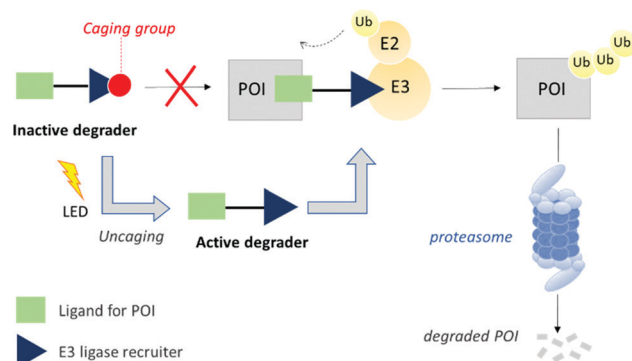 Caging group
Ub
E2
E3
POI
Ub Ub Ub
POI
Inactive degrader
LED
Uncaging
Active degrader
proteasome
Ligand for POI
E3 ligase recruiter
degraded POI